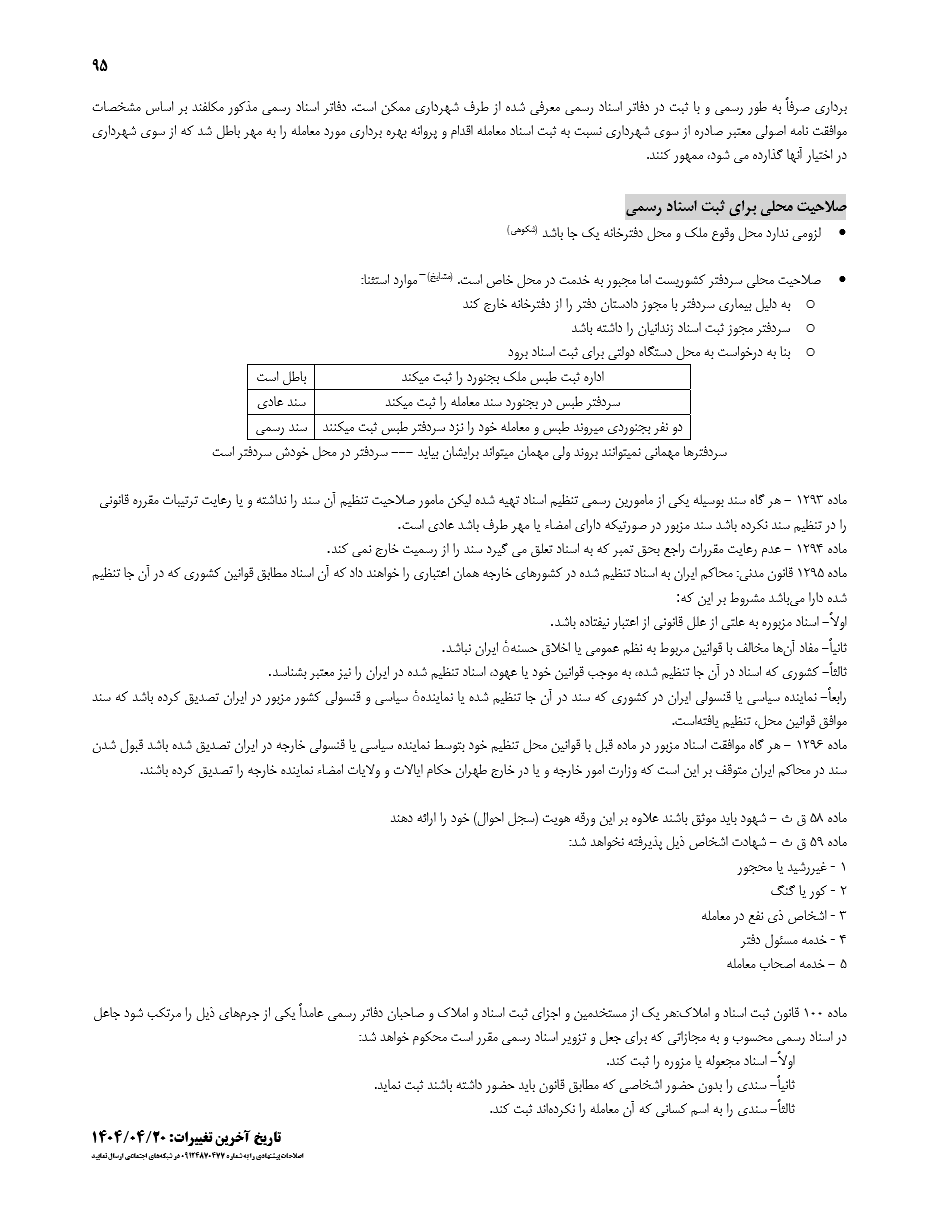 ۹۵
برداری صرفاً به طور رسمی و با ثبت در دفاتر اسناد رسمی معرفی شده از طرف شهرداری ممکن است. دفاتر اسناد رسمی مذکور مکلفند بر اساس مشخصات
موافقت نامه اصولی معتبر صادره از سوی شهرداری نسبت به ثبت اسناد معامله اقدام و پروانه بهره برداری مورد معامله را به مهر باطل شد که از سوی شهرداری
در اختیار آنها گذارده می شود، ممهور کنند.
صلاحیت محلی برای ثبت اسناد رسمی
● لزومی ندارد محل وقوع ملک و محل دفترخانه یک جا باشد (شکوهی)
● صلاحیت محلی سردفتر کشوریست اما مجبور به خدمت در محل خاص است. (مشایخ)– موارد استثنا:
○ به دلیل بیماری سردفتر با مجوز دادستان دفتر را از دفترخانه خارج کند
○ سردفتر مجوز ثبت اسناد زندانیان را داشته باشد
○ بنا به درخواست به محل دستگاه دولتی برای ثبت اسناد برود
اداره ثبت طبس ملک بجنورد را ثبت میکند باطل است
سردفتر طبس در بجنورد سند معامله را ثبت میکند سند عادی
دو نفر بجنوردی میروند طبس و معامله خود را نزد سردفتر طبس ثبت میکنند سند رسمی
سردفترها مهمانی نمیتوانند بروند ولی مهمان میتواند برایشان بیاید --- سردفتر در محل خودش سردفتر است
ماده ۱۲۹۳ – هر گاه سند بوسیله یکی از مامورین رسمی تنظیم اسناد تهیه شده لیکن مامور صلاحیت تنظیم آن سند را نداشته و یا رعایت ترتیبات مقرره قانونی
را در تنظیم سند نکرده باشد سند مزبور در صورتیکه دارای امضاء یا مهر طرف باشد عادی است.
ماده ۱۲۹۴ – عدم رعایت مقررات راجع بحق تمبر که به اسناد تعلق می گیرد سند را از رسمیت خارج نمی کند.
ماده ۱۲۹۵ قانون مدنی: محاکم ایران به اسناد تنظیم شده در کشورهای خارجه همان اعتباری را خواهند داد که آن اسناد مطابق قوانین کشوری که در آن جا تنظیم
شده دارا می‌باشد مشروط بر این که:
اولاً– اسناد مزبوره به علتی از علل قانونی از اعتبار نیفتاده باشد.
ثانیاً– مفاد آن‌ها مخالف با قوانین مربوط به نظم عمومی یا اخلاق حسنهٔ ایران نباشد.
ثالثاً– کشوری که اسناد در آن جا تنظیم شده، به موجب قوانین خود یا عهود، اسناد تنظیم شده در ایران را نیز معتبر بشناسد.
رابعاً– نماینده سیاسی یا قنسولی ایران در کشوری که سند در آن جا تنظیم شده یا نمایندهٔ سیاسی و قنسولی کشور مزبور در ایران تصدیق کرده باشد که سند
موافق قوانین محل، تنظیم یافته‌است.
ماده ۱۲۹۶ – هر گاه موافقت اسناد مزبور در ماده قبل با قوانین محل تنظیم خود بتوسط نماینده سیاسی یا قنسولی خارجه در ایران تصدیق شده باشد قبول شدن
سند در محاکم ایران متوقف بر این است که وزارت امور خارجه و یا در خارج طهران حکام ایالات و ولایات امضاء نماینده خارجه را تصدیق کرده باشند.
ماده ۵۸ ق ث – شهود باید موثق باشند علاوه بر این ورقه هویت (سجل احوال) خود را ارائه دهند
ماده ۵۹ ق ث – شهادت اشخاص ذیل پذیرفته نخواهد شد:
۱ - غیررشید یا محجور
۲ - کور یا گنگ
۳ - اشخاص ذی نفع در معامله
۴ - خدمه مسئول دفتر
۵ – خدمه اصحاب معامله
ماده ۱۰۰ قانون ثبت اسناد و املاک:هر یک از مستخدمین و اجزای ثبت اسناد و املاک و صاحبان دفاتر رسمی عامداً یکی از جرم‌های ذیل را مرتکب شود جاعل
در اسناد رسمی محسوب و به مجازاتی که برای جعل و تزویر اسناد رسمی مقرر است محکوم خواهد شد:
اولاً– اسناد مجعوله یا مزوره را ثبت کند.
ثانیاً– سندی را بدون حضور اشخاصی که مطابق قانون باید حضور داشته باشند ثبت نماید.
ثالثاً– سندی را به اسم کسانی که آن معامله را نکرده‌اند ثبت کند.
تاریخ آخرین تغییرات: ۱۴۰۴/۰۴/۲۰
اصلاحات پیشنهادی را به شماره ۰۹۱۲۴۸۷۰۴۷۷ در شبکه‌های اجتماعی ارسال نمایید